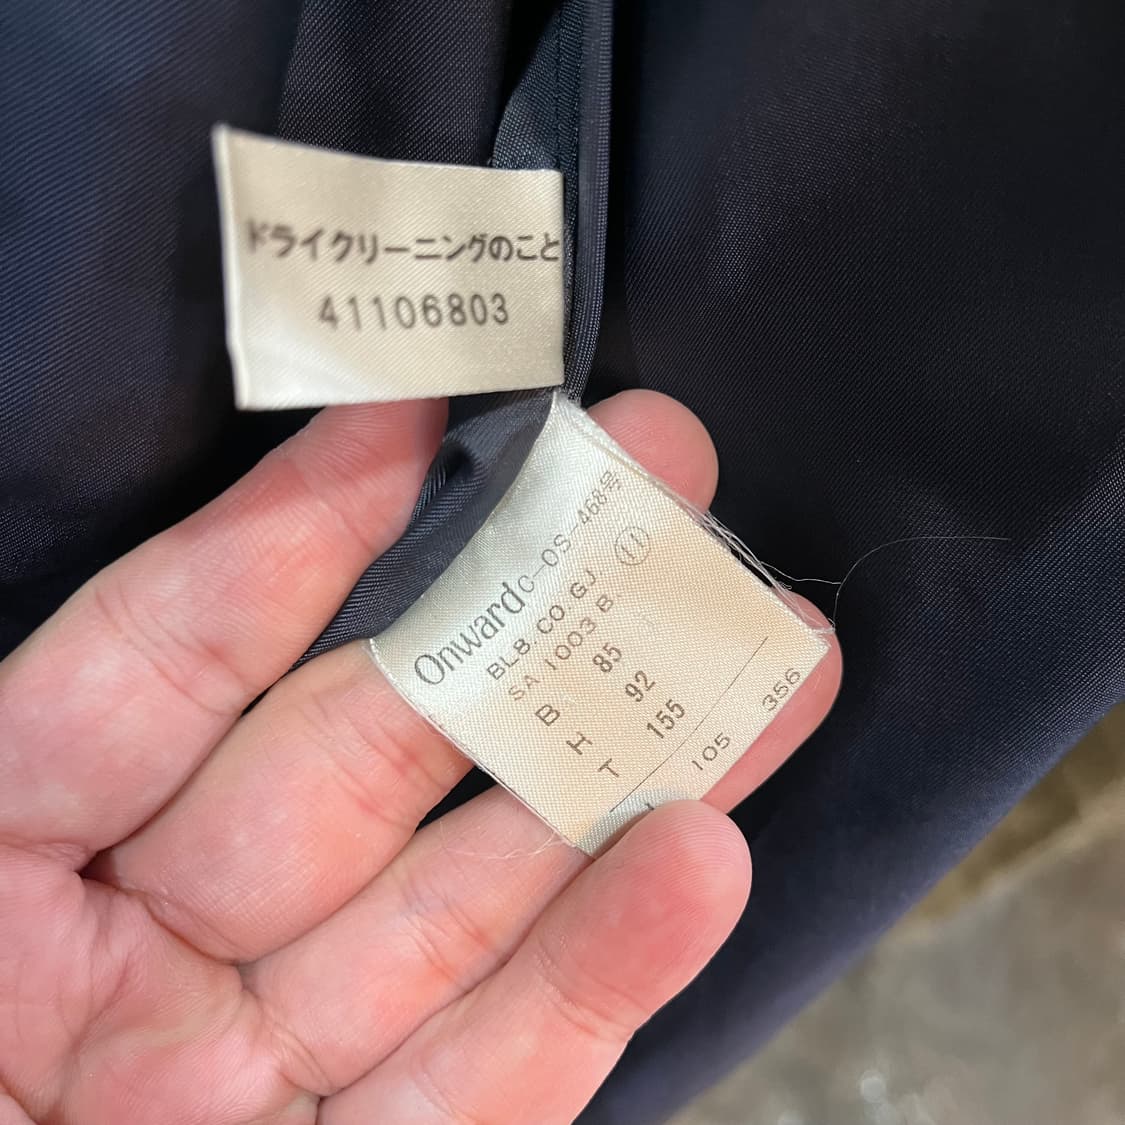 ドライクリーニングのこと
41106803
Onward C-OS-468号
BL8.CO GJ. 11
SA 1003 B.
B 85
H 92
T 155
105 356